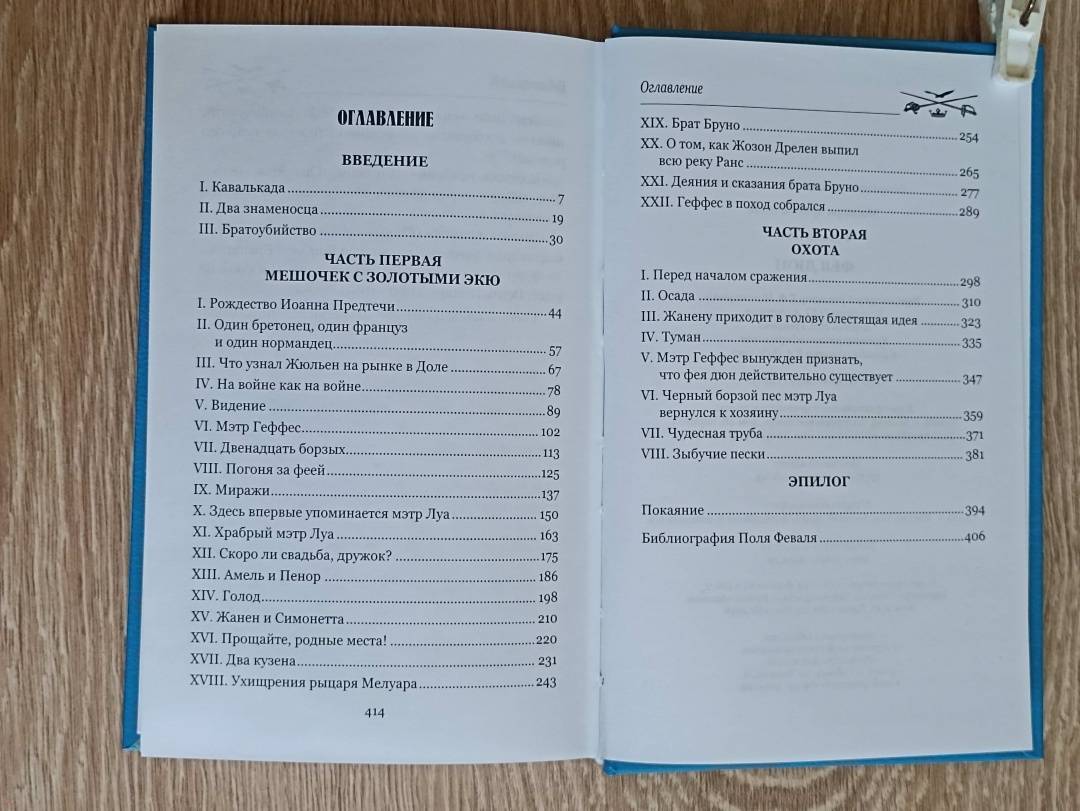 ОГЛАВЛЕНИЕ
ВВЕДЕНИЕ
I. Кавалькада 7
II. Два знаменосца 19
III. Братоубийство 30
ЧАСТЬ ПЕРВАЯ
МЕШОЧЕК С ЗОЛОТЫМИ ЭКЮ
I. Рождество Иоанна Предтечи 44
II. Один бретонец, один француз
и один нормандец 57
III. Что узнал Жюльен на рынке в Доле 67
IV. На войне как на войне 78
V. Видение 89
VI. Мэтр Геффес 102
VII. Двенадцать борзых 113
VIII. Погоня за феей 125
IX. Миражи 137
X. Здесь впервые упоминается мэтр Луа 150
XI. Храбрый мэтр Луа 163
XII. Скоро ли свадьба, дружок? 175
XIII. Амель и Пенор 186
XIV. Голод 198
XV. Жанен и Симонетта 210
XVI. Прощайте, родные места! 220
XVII. Два кузена 231
XVIII. Ухищрения рыцаря Мелуара 243
414
Оглавление
XIX. Брат Бруно 254
XX. О том, как Жозон Дрелен выпил
всю реку Ранс 265
XXI. Деяния и сказания брата Бруно 277
XXII. Геффес в поход собрался 289
ЧАСТЬ ВТОРАЯ
ОХОТА
I. Перед началом сражения 298
II. Осада 310
III. Жанену приходит в голову блестящая идея 323
IV. Туман 335
V. Мэтр Геффес вынужден признать,
что фея дюн действительно существует 347
VI. Черный борзой пес мэтр Луа
вернулся к хозяину 359
VII. Чудесная труба 371
VIII. Зыбучие пески 381
ЭПИЛОГ
Покаяние 394
Библиография Поля Феваля 406